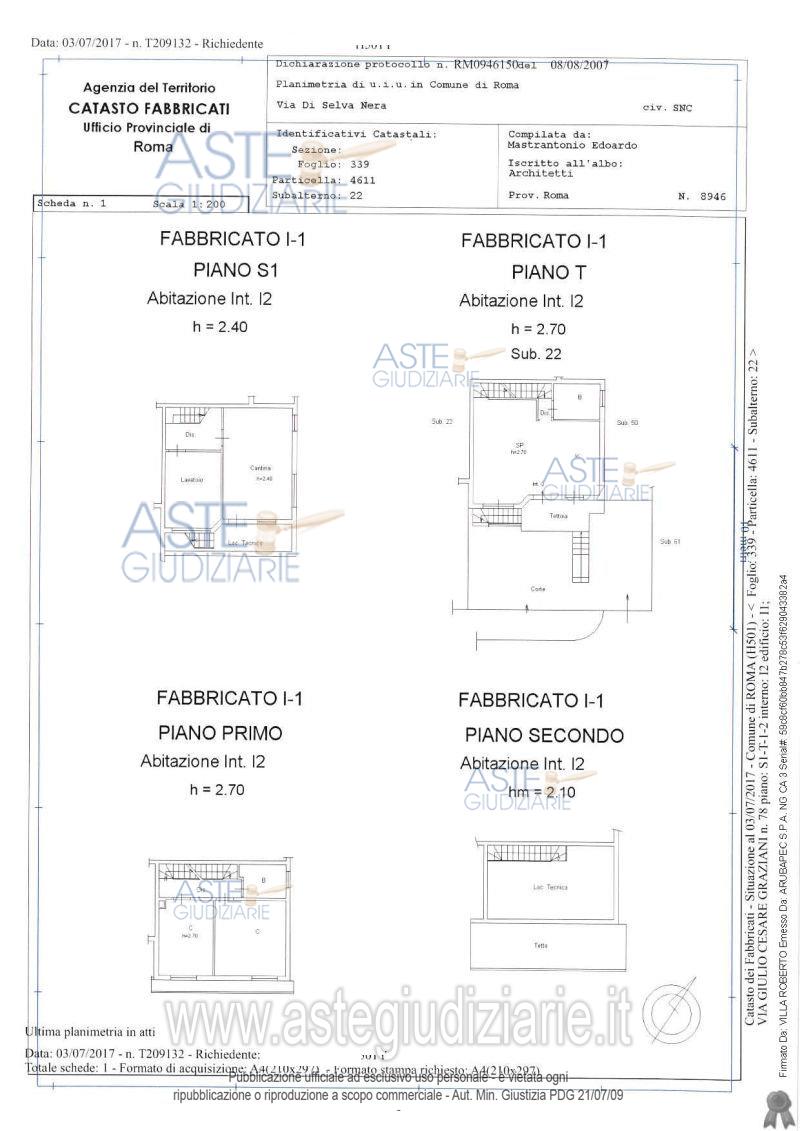 Data: 03/07/2017 - n. T209132 - Richiedente
Agenzia del Territorio
CATASTO FABBRICATI
Ufficio Provinciale di
Roma
Dichiarazione protocollo n. RM0946150del 08/08/2007
Planimetria di u.i.u. in Comune di Roma
Via Di Selva Nera
civ. SNC
Identificativi Catastali:
Sezione:
Foglio: 339
Particella: 4611
Subalterno: 22
Compilata da:
Mastrantonio Edoardo
Iscritto all'albo:
Architetti
Prov. Roma
N. 8946
Scheda n. 1 Scala 1:200
ASTE
GIUDIZIARIE
FABBRICATO I-1
PIANO S1
Abitazione Int. I2
h = 2.40
FABBRICATO I-1
PIANO T
Abitazione Int. I2
h = 2.70
Sub. 22
ASTE
GIUDIZIARIE
Dis.
Lavatoio
Cantina
h=2.40
Loc. Tecnico
ASTE
GIUDIZIARIE
Sub. 23
Dis.
B
Sub. 50
SP
h=2.70
K
Int.
ASTE
GIUDIZIARIE
Tettoia
Sub. 61
Corte
FABBRICATO I-1
PIANO PRIMO
Abitazione Int. I2
h = 2.70
FABBRICATO I-1
PIANO SECONDO
Abitazione Int. I2
hm = 2.10
ASTE
GIUDIZIARIE
Dis.
B
ASTE
GIUDIZIARIE
C
h=2.70
C
Loc. Tecnico
Tetto
10 metri
Catasto dei Fabbricati - Situazione al 03/07/2017 - Comune di ROMA (H501) - < Foglio: 339 - Particella: 4611 - Subalterno: 22 >
VIA GIULIO CESARE GRAZIANI n. 78 piano: S1-T-1-2 interno: I2 edificio: I1;
Firmato Da: VILLA ROBERTO Emesso Da: ARUBAPEC S.P.A. NG CA 3 Serial#: 59c8cf60bb847b278c53f629043382a4
www.astegiudiziarie.it
Ultima planimetria in atti
Data: 03/07/2017 - n. T209132 - Richiedente:
Totale schede: 1 - Formato di acquisizione: A4(210x297) - Formato stampa richiesto: A4(210x297)
Pubblicazione ufficiale ad esclusivo uso personale - è vietata ogni
ripubblicazione o riproduzione a scopo commerciale - Aut. Min. Giustizia PDG 21/07/09